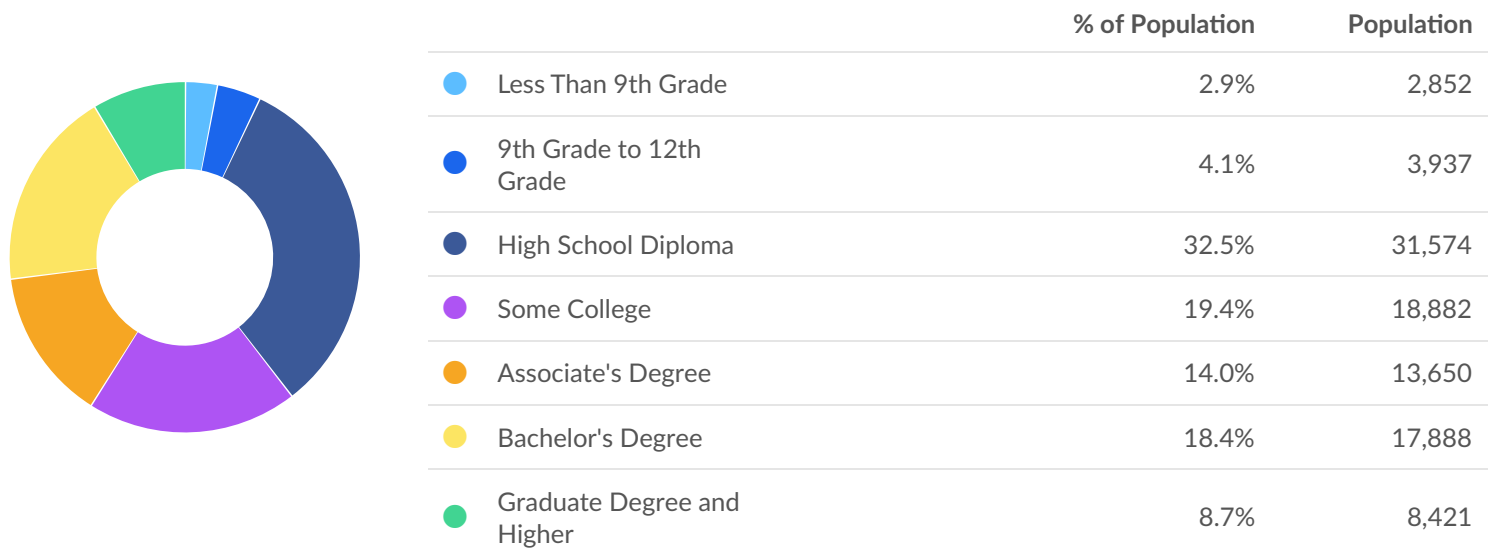 % of Population Population
Less Than 9th Grade 2.9% 2,852
9th Grade to 12th
Grade 4.1% 3,937
High School Diploma 32.5% 31,574
Some College 19.4% 18,882
Associate's Degree 14.0% 13,650
Bachelor's Degree 18.4% 17,888
Graduate Degree and
Higher 8.7% 8,421